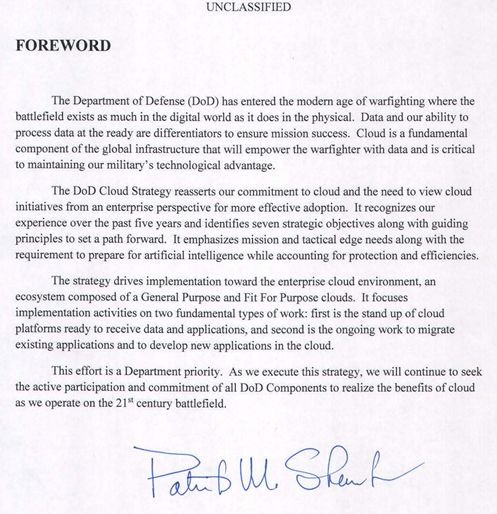 UNCLASSIFIED
FOREWORD
The Department of Defense (DoD) has entered the modern age of warfighting where the
battlefield exists as much in the digital world as it does in the physical. Data and our ability to
process data at the ready are differentiators to ensure mission success. Cloud is a fundamental
component of the global infrastructure that will empower the warfighter with data and is critical
to maintaining our military's technological advantage.
The DoD Cloud Strategy reasserts our commitment to cloud and the need to view cloud
initiatives from an enterprise perspective for more effective adoption. It recognizes our
experience over the past five years and identifies seven strategic objectives along with guiding
principles to set a path forward. It emphasizes mission and tactical edge needs along with the
requirement to prepare for artificial intelligence while accounting for protection and efficiencies.
The strategy drives implementation toward the enterprise cloud environment, an
ecosystem composed of a General Purpose and Fit For Purpose clouds. It focuses
implementation activities on two fundamental types of work: first is the stand up of cloud
platforms ready to receive data and applications, and second is the ongoing work to migrate
existing applications and to develop new applications in the cloud.
This effort is a Department priority. As we execute this strategy, we will continue to seek
the active participation and commitment of all DoD Components to realize the benefits of cloud
as we operate on the 21st century battlefield.
Patrick M.